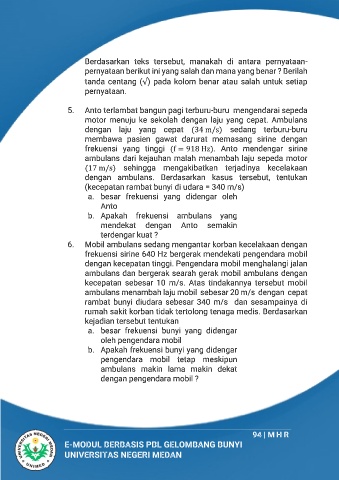 Berdasarkan teks tersebut, manakah di antara pernyataan-
pernyataan berikut ini yang salah dan mana yang benar ? Berilah
tanda centang (√) pada kolom benar atau salah untuk setiap
pernyataan.
5. Anto terlambat bangun pagi terburu-buru mengendarai sepeda
motor menuju ke sekolah dengan laju yang cepat. Ambulans
dengan laju yang cepat (34 m/s) sedang terburu-buru
membawa pasien gawat darurat memasang sirine dengan
frekuensi yang tinggi (f = 918 Hz). Anto mendengar sirine
ambulans dari kejauhan malah menambah laju sepeda motor
(17 m/s) sehingga mengakibatkan terjadinya kecelakaan
dengan ambulans. Berdasarkan kasus tersebut, tentukan
(kecepatan rambat bunyi di udara = 340 m/s)
a. besar frekuensi yang didengar oleh
Anto
b. Apakah frekuensi ambulans yang
mendekat dengan Anto semakin
terdengar kuat ?
6. Mobil ambulans sedang mengantar korban kecelakaan dengan
frekuensi sirine 640 Hz bergerak mendekati pengendara mobil
dengan kecepatan tinggi. Pengendara mobil menghalangi jalan
ambulans dan bergerak searah gerak mobil ambulans dengan
kecepatan sebesar 10 m/s. Atas tindakannya tersebut mobil
ambulans menambah laju mobil sebesar 20 m/s dengan cepat
rambat bunyi diudara sebesar 340 m/s dan sesampainya di
rumah sakit korban tidak tertolong tenaga medis. Berdasarkan
kejadian tersebut tentukan
a. besar frekuensi bunyi yang didengar
oleh pengendara mobil
b. Apakah frekuensi bunyi yang didengar
pengendara mobil tetap meskipun
ambulans makin lama makin dekat
dengan pengendara mobil ?
94 | M H R
UNIVERSITAS NEGERI MEDAN
UNIMED
E-MODUL BERBASIS PBL GELOMBANG BUNYI
UNIVERSITAS NEGERI MEDAN